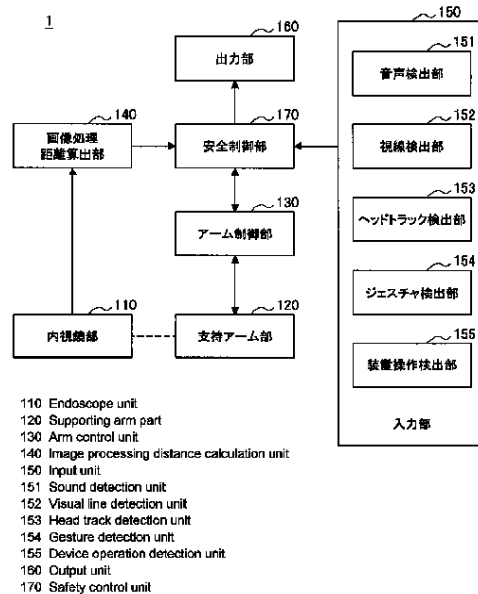 1
160
出力部
150
151
音声検出部
140
画像処理
距離算出部
170
安全制御部
152
視線検出部
130
アーム制御部
153
ヘッドトラック検出部
154
ジェスチャ検出部
110
内視鏡部
120
支持アーム部
155
装置操作検出部
入力部
110 Endoscope unit
120 Supporting arm part
130 Arm control unit
140 Image processing distance calculation unit
150 Input unit
151 Sound detection unit
152 Visual line detection unit
153 Head track detection unit
154 Gesture detection unit
155 Device operation detection unit
160 Output unit
170 Safety control unit